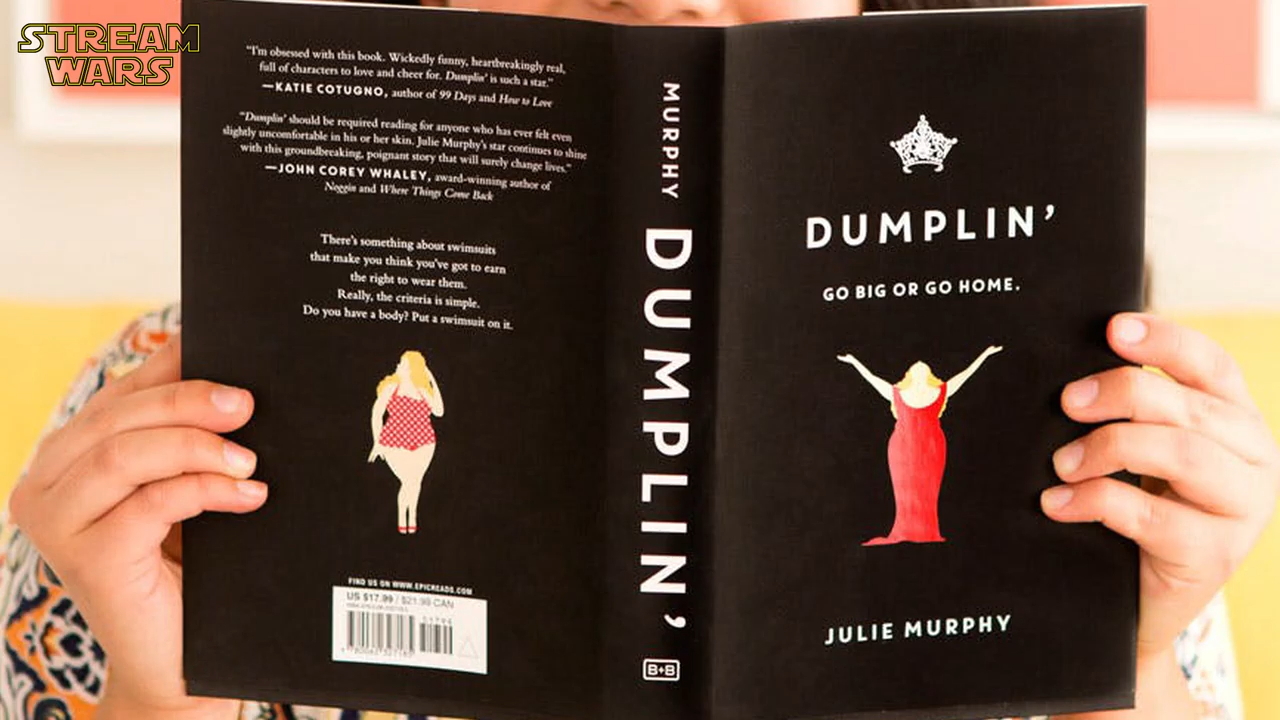 STREAM
WARS
"I'm obsessed with this book. Wickedly funny, heartbreakingly real,
full of characters to love and cheer for. Dumplin' is such a star."
—KATIE COTUGNO, author of 99 Days and How to Love
"Dumplin' should be required reading for anyone who has ever felt even
slightly uncomfortable in his or her skin. Julie Murphy's star continues to shine
with this groundbreaking, poignant story that will surely change lives."
—JOHN COREY WHALEY, award-winning author of
Noggin and Where Things Come Back
There's something about swimsuits
that make you think you've got to earn
the right to wear them.
Really, the criteria is simple.
Do you have a body? Put a swimsuit on it.
FIND US ON WWW.EPICREADS.COM
US $17.99 / $21.99 CAN
MURPHY
DUMPLIN'
B+B
DUMPLIN'
GO BIG OR GO HOME.
JULIE MURPHY